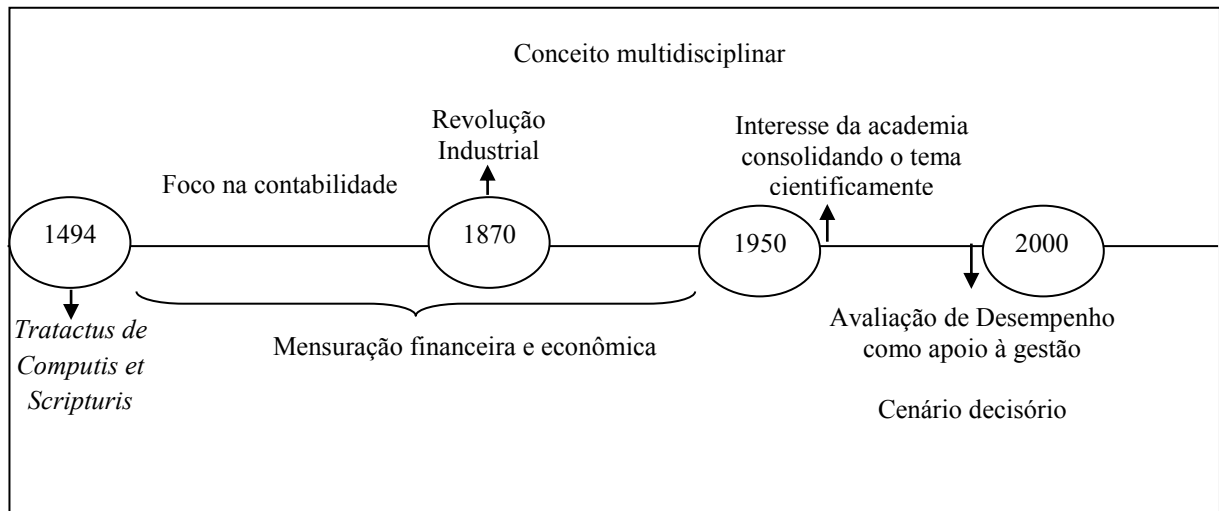 Conceito multidisciplinar
Revolução
Industrial
Interesse da academia
consolidando o tema
cientificamente
Foco na contabilidade
1494
1870
1950
2000
Tratactus de
Computis et
Scripturis
Mensuração financeira e econômica
Avaliação de Desempenho
como apoio à gestão
Cenário decisório